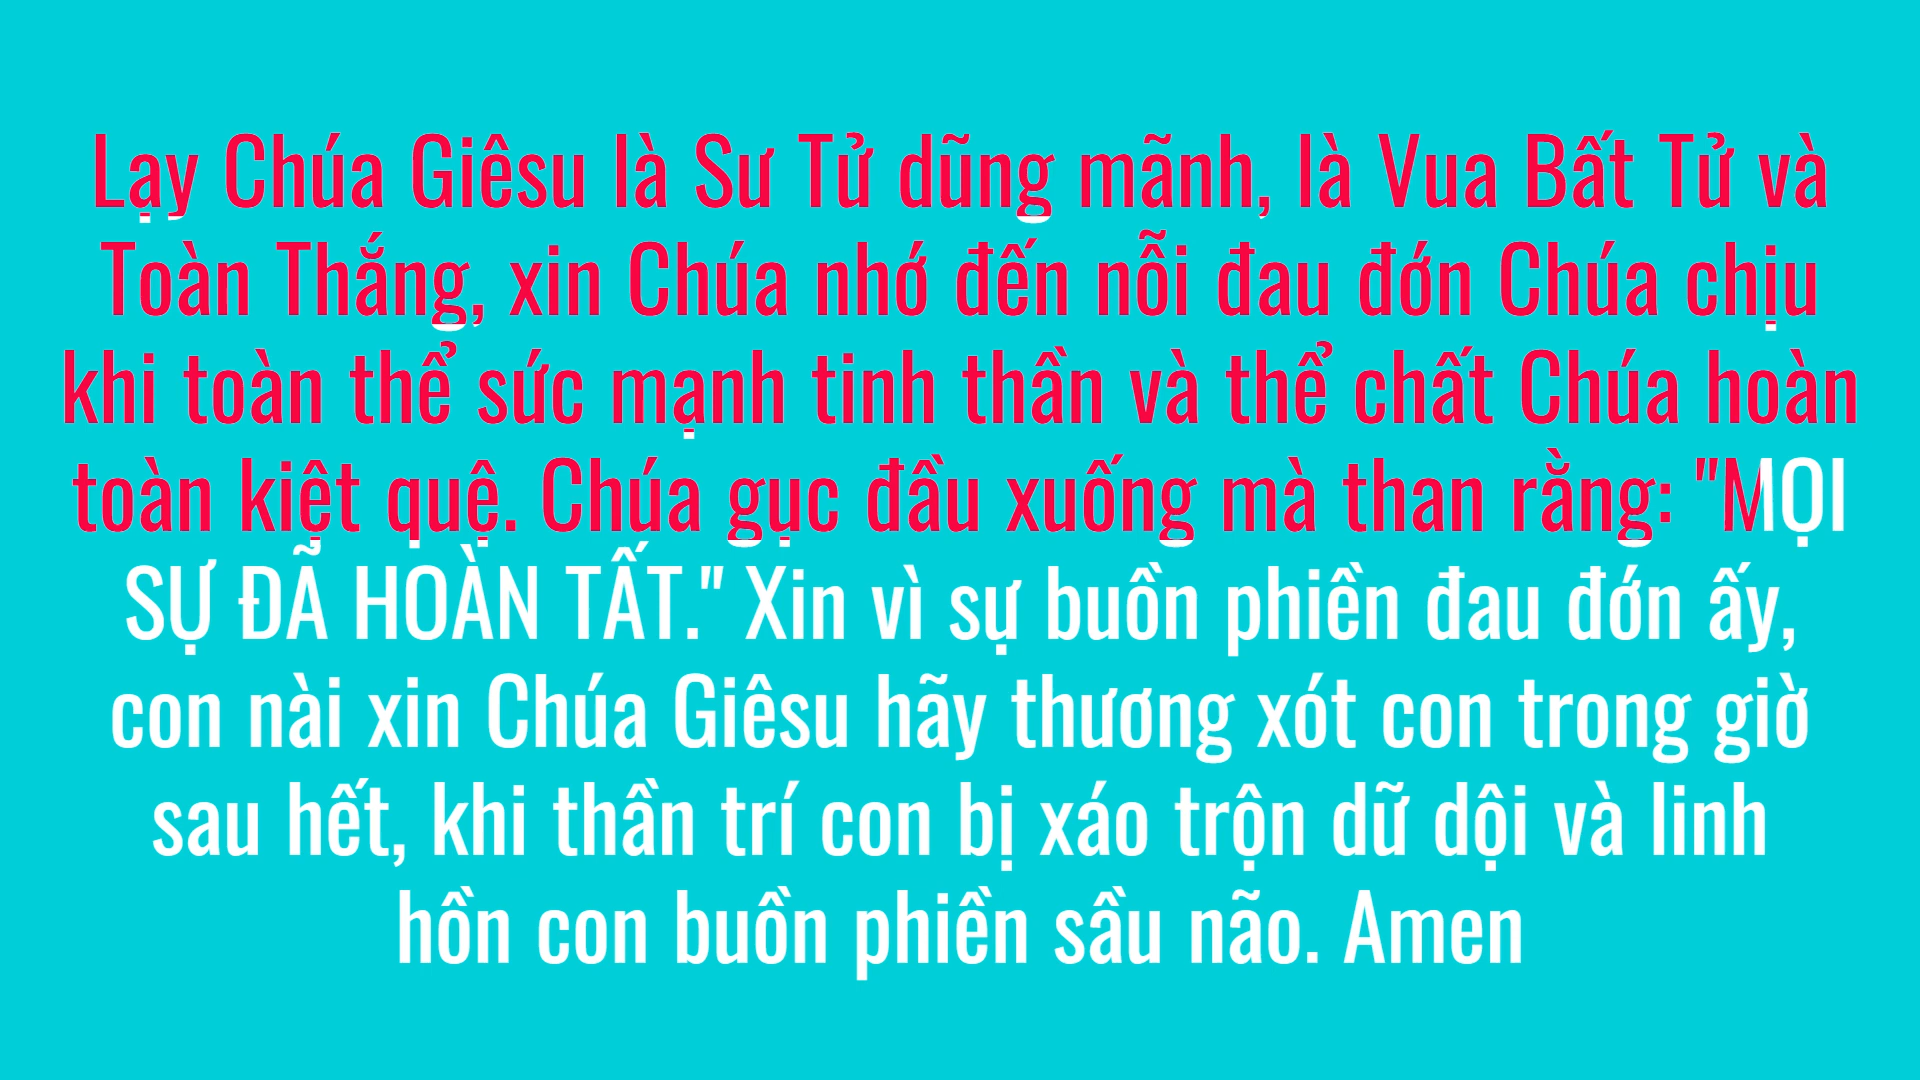 Lạy Chúa Giêsu là Sư Tử dũng mãnh, là Vua Bất Tử và
Toàn Thắng, xin Chúa nhớ đến nỗi đau đớn Chúa chịu
khi toàn thể sức mạnh tinh thần và thể chất Chúa hoàn
toàn kiệt quệ. Chúa gục đầu xuống mà than rằng: "MỌI
SỰ ĐÃ HOÀN TẤT." Xin vì sự buồn phiền đau đớn ấy,
con nài xin Chúa Giêsu hãy thương xót con trong giờ
sau hết, khi thần trí con bị xáo trộn dữ dội và linh
hồn con buồn phiền sầu não. Amen